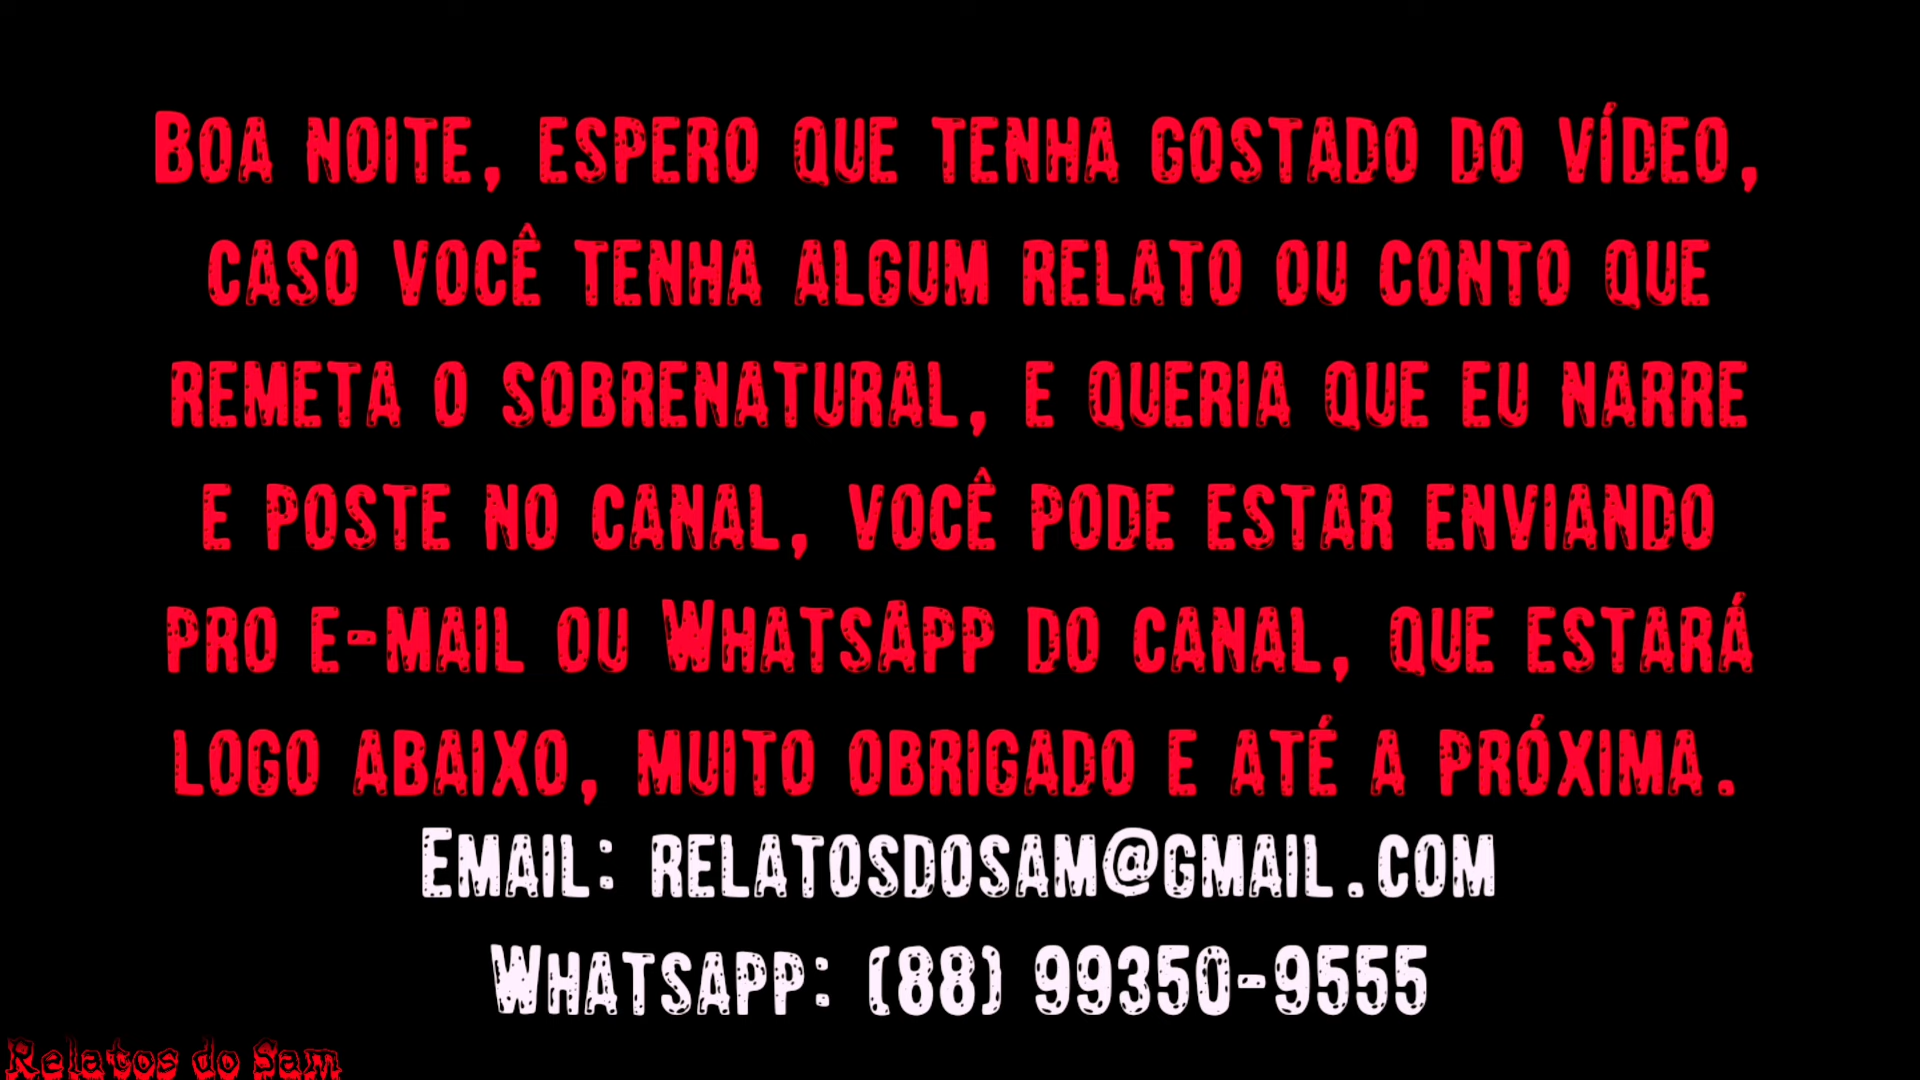 Boa noite, espero que tenha gostado do vídeo,
caso você tenha algum relato ou conto que
remeta o sobrenatural, e queria que eu narre
e poste no canal, você pode estar enviando
pro e-mail ou WhatsApp do canal, que estará
logo abaixo, muito obrigado e até a próxima.
Email: relatosdosam@gmail.com
Whatsapp: (88) 99350-9555
Relatos do Sam